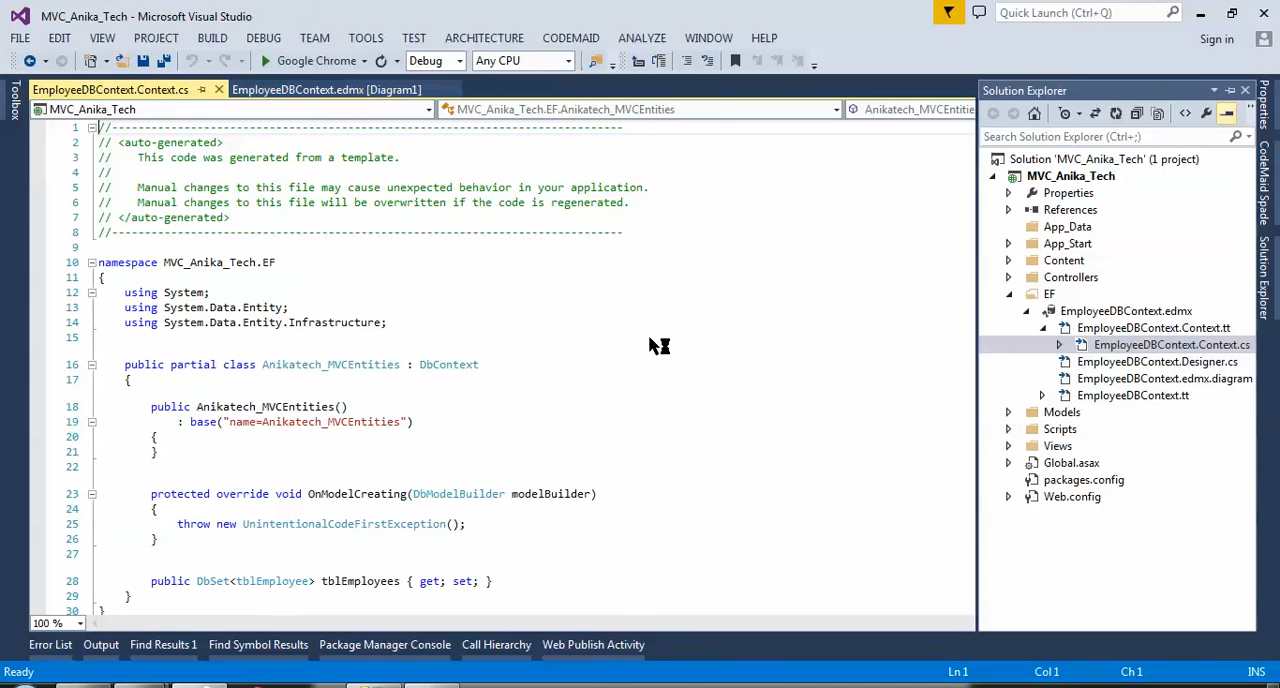 MVC_Anika_Tech - Microsoft Visual Studio
Quick Launch (Ctrl+Q)
FILE EDIT VIEW PROJECT BUILD DEBUG TEAM TOOLS TEST ARCHITECTURE CODEMAID ANALYZE WINDOW HELP
Sign in
Google Chrome Debug Any CPU
Toolbox
EmployeeDBContext.Context.cs
EmployeeDBContext.edmx [Diagram1]
MVC_Anika_Tech
MVC_Anika_Tech.EF.Anikatech_MVCEntities
Anikatech_MVCEntitie
1 //------------------------------------------------------------------------------
2 // <auto-generated>
3 //    This code was generated from a template.
4 //
5 //    Manual changes to this file may cause unexpected behavior in your application.
6 //    Manual changes to this file will be overwritten if the code is regenerated.
7 // </auto-generated>
8 //------------------------------------------------------------------------------
9
10 namespace MVC_Anika_Tech.EF
11 {
12     using System;
13     using System.Data.Entity;
14     using System.Data.Entity.Infrastructure;
15
16     public partial class Anikatech_MVCEntities : DbContext
17     {
18         public Anikatech_MVCEntities()
19             : base("name=Anikatech_MVCEntities")
20         {
21         }
22
23         protected override void OnModelCreating(DbModelBuilder modelBuilder)
24         {
25             throw new UnintentionalCodeFirstException();
26         }
27
28         public DbSet<tblEmployee> tblEmployees { get; set; }
29     }
30 }
100 %
Solution Explorer
Search Solution Explorer (Ctrl+;)
Solution 'MVC_Anika_Tech' (1 project)
MVC_Anika_Tech
Properties
References
App_Data
App_Start
Content
Controllers
EF
EmployeeDBContext.edmx
EmployeeDBContext.Context.tt
EmployeeDBContext.Context.cs
EmployeeDBContext.Designer.cs
EmployeeDBContext.edmx.diagram
EmployeeDBContext.tt
Models
Scripts
Views
Global.asax
packages.config
Web.config
Properties
CodeMaid Spade
Solution Explorer
Error List Output Find Results 1 Find Symbol Results Package Manager Console Call Hierarchy Web Publish Activity
Ready Ln 1 Col 1 Ch 1 INS